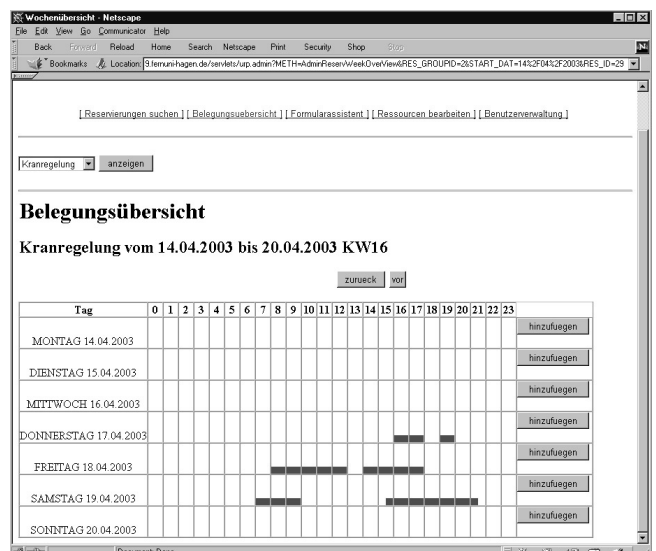 Wochenübersicht - Netscape
File Edit View Go Communicator Help
Back Forward Reload Home Search Netscape Print Security Shop Stop
Bookmarks Location: 9.fernuni-hagen.de/servlets/urp.admin?METH=AdminReservWeekOverView&RES_GROUPID=2&START_DAT=14%2F04%2F2003&RES_ID=29
[ Reservierungen suchen ] [ Belegungsuebersicht ] [ Formularassistent ] [ Ressourcen bearbeiten ] [ Benutzerverwaltung ]
Kranregelung anzeigen
Belegungsübersicht
Kranregelung vom 14.04.2003 bis 20.04.2003 KW16
zurueck vor
Tag 0 1 2 3 4 5 6 7 8 9 10 11 12 13 14 15 16 17 18 19 20 21 22 23
MONTAG 14.04.2003 hinzufuegen
DIENSTAG 15.04.2003 hinzufuegen
MITTWOCH 16.04.2003 hinzufuegen
DONNERSTAG 17.04.2003 hinzufuegen
FREITAG 18.04.2003 hinzufuegen
SAMSTAG 19.04.2003 hinzufuegen
SONNTAG 20.04.2003 hinzufuegen